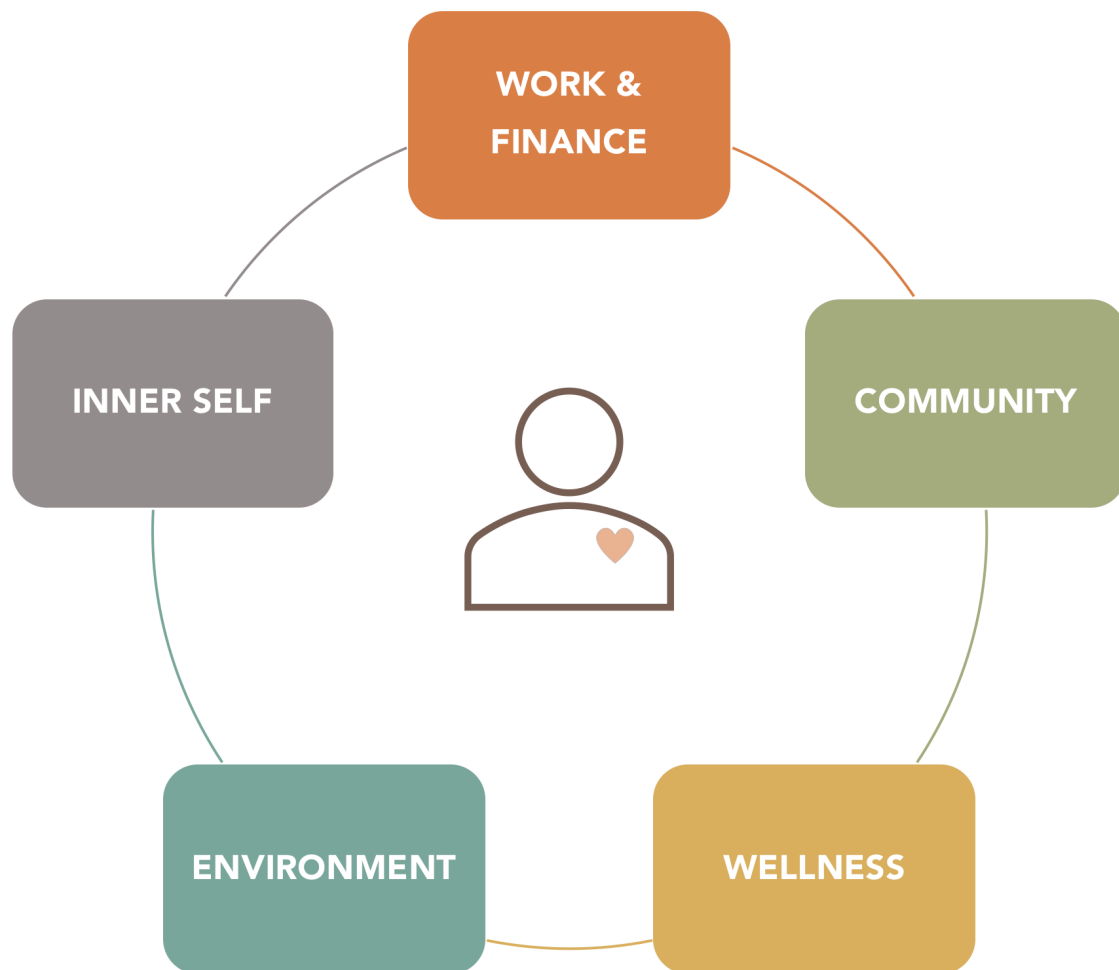 WORK &
FINANCE
INNER SELF
COMMUNITY
ENVIRONMENT
WELLNESS